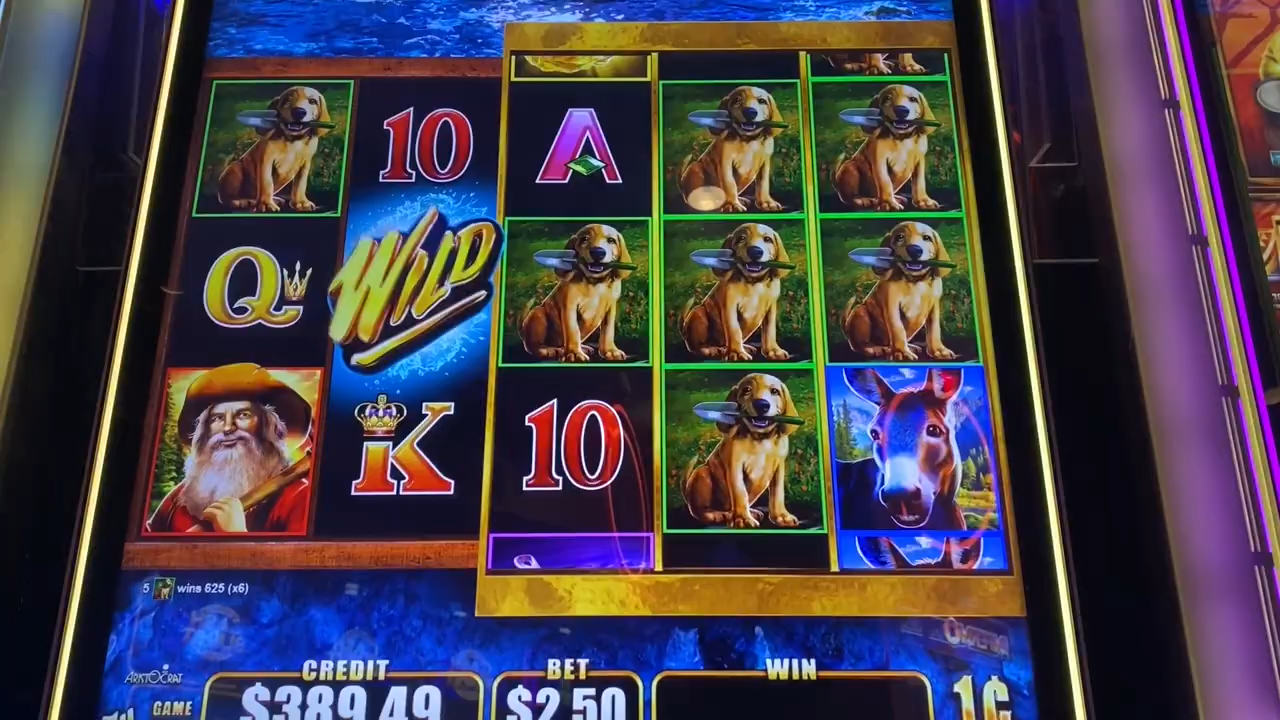 10
A
Q
WILD
K
10
5 wins 625 (x6)
ARISTOCRAT
CREDIT
BET
WIN
$389.49
$2.50
1¢
GAME